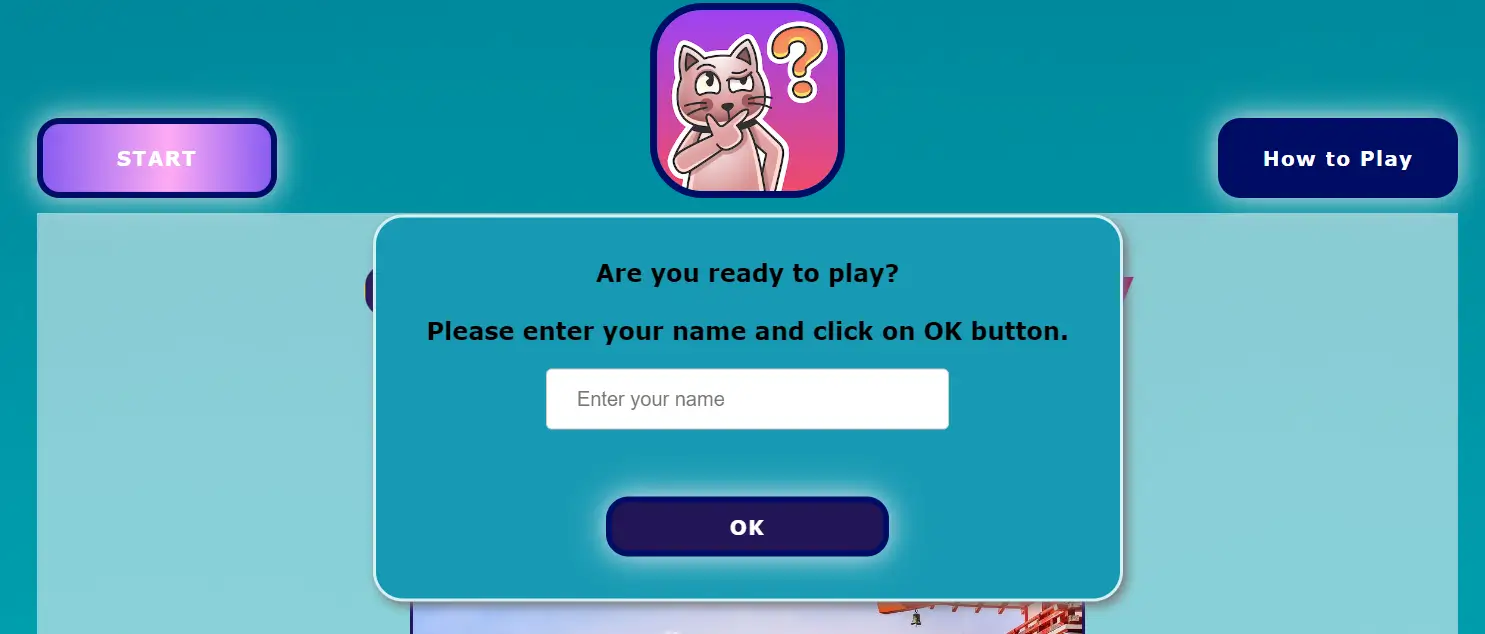 START
How to Play
Are you ready to play?
Please enter your name and click on OK button.
Enter your name
OK